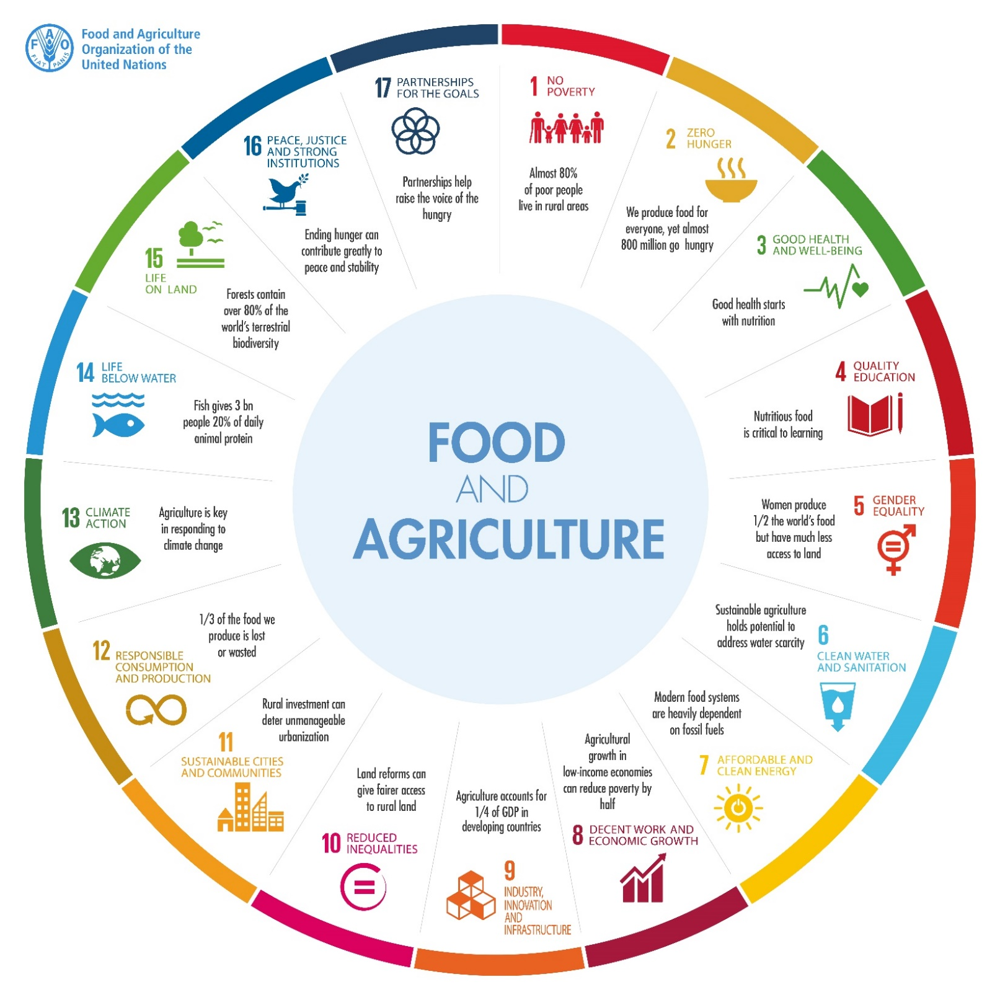 Food and Agriculture
Organization of the
United Nations
F A O
FIAT PANIS
1 NO
POVERTY
Almost 80%
of poor people
live in rural areas
2 ZERO
HUNGER
We produce food for
everyone, yet almost
800 million go hungry
3 GOOD HEALTH
AND WELL-BEING
Good health starts
with nutrition
4 QUALITY
EDUCATION
Nutritious food
is critical to learning
5 GENDER
EQUALITY
Women produce
1/2 the world's food
but have much less
access to land
6
CLEAN WATER
AND SANITATION
Sustainable agriculture
holds potential to
address water scarcity
7 AFFORDABLE AND
CLEAN ENERGY
Modern food systems
are heavily dependent
on fossil fuels
8 DECENT WORK AND
ECONOMIC GROWTH
Agricultural
growth in
low-income economies
can reduce poverty by
half
9
INDUSTRY,
INNOVATION
AND
INFRASTRUCTURE
Agriculture accounts for
1/4 of GDP in
developing countries
10 REDUCED
INEQUALITIES
Land reforms can
give fairer access
to rural land
11
SUSTAINABLE CITIES
AND COMMUNITIES
Rural investment can
deter unmanageable
urbanization
12 RESPONSIBLE
CONSUMPTION
AND PRODUCTION
1/3 of the food we
produce is lost
or wasted
13 CLIMATE
ACTION
Agriculture is key
in responding to
climate change
14 LIFE
BELOW WATER
Fish gives 3 bn
people 20% of daily
animal protein
15
LIFE
ON LAND
Forests contain
over 80% of the
world's terrestrial
biodiversity
16 PEACE, JUSTICE
AND STRONG
INSTITUTIONS
Ending hunger can
contribute greatly to
peace and stability
17 PARTNERSHIPS
FOR THE GOALS
Partnerships help
raise the voice of the
hungry
FOOD
AND
AGRICULTURE